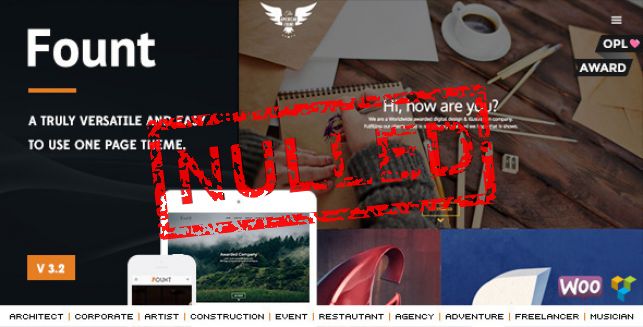 Fount
AMERICAN
OPL
AWARD
A TRULY VERSATILE AND EASY
TO USE ONE PAGE THEME.
Hi, how are you?
We are a Worldwide awarded digital design & illustration company.
NULLED
Fount
Awarded Company
FOUNT
V 3.2
Woo
ARCHITECT | CORPORATE | ARTIST | CONSTRUCTION | EVENT | RESTAUTANT | AGENCY | ADVENTURE | FREELANCER | MUSICIAN